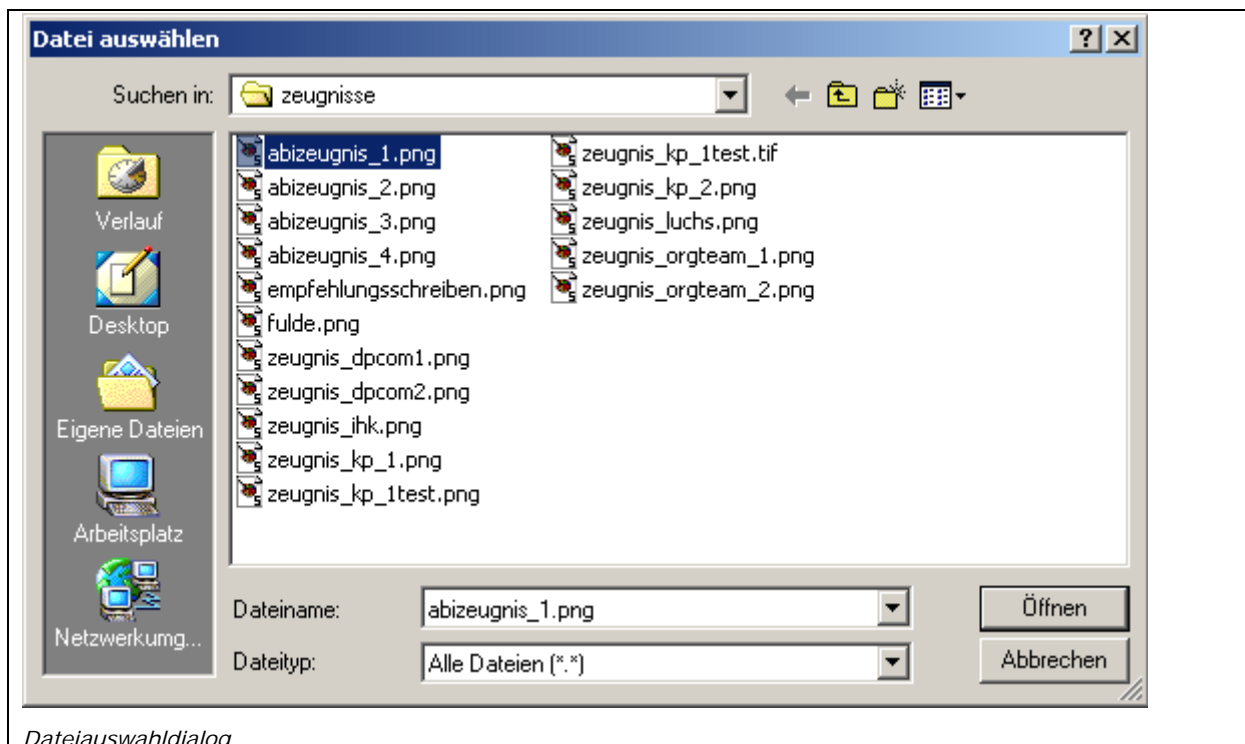 Datei auswählen
Suchen in: zeugnisse
Verlauf
Desktop
Eigene Dateien
Arbeitsplatz
Netzwerkumg...
abizeugnis_1.png
abizeugnis_2.png
abizeugnis_3.png
abizeugnis_4.png
empfehlungsschreiben.png
fulde.png
zeugnis_dpcom1.png
zeugnis_dpcom2.png
zeugnis_ihk.png
zeugnis_kp_1.png
zeugnis_kp_1test.png
zeugnis_kp_1test.tif
zeugnis_kp_2.png
zeugnis_luchs.png
zeugnis_orgteam_1.png
zeugnis_orgteam_2.png
Dateiname: abizeugnis_1.png Öffnen
Dateityp: Alle Dateien (*.*) Abbrechen
Dateiauswahldialog